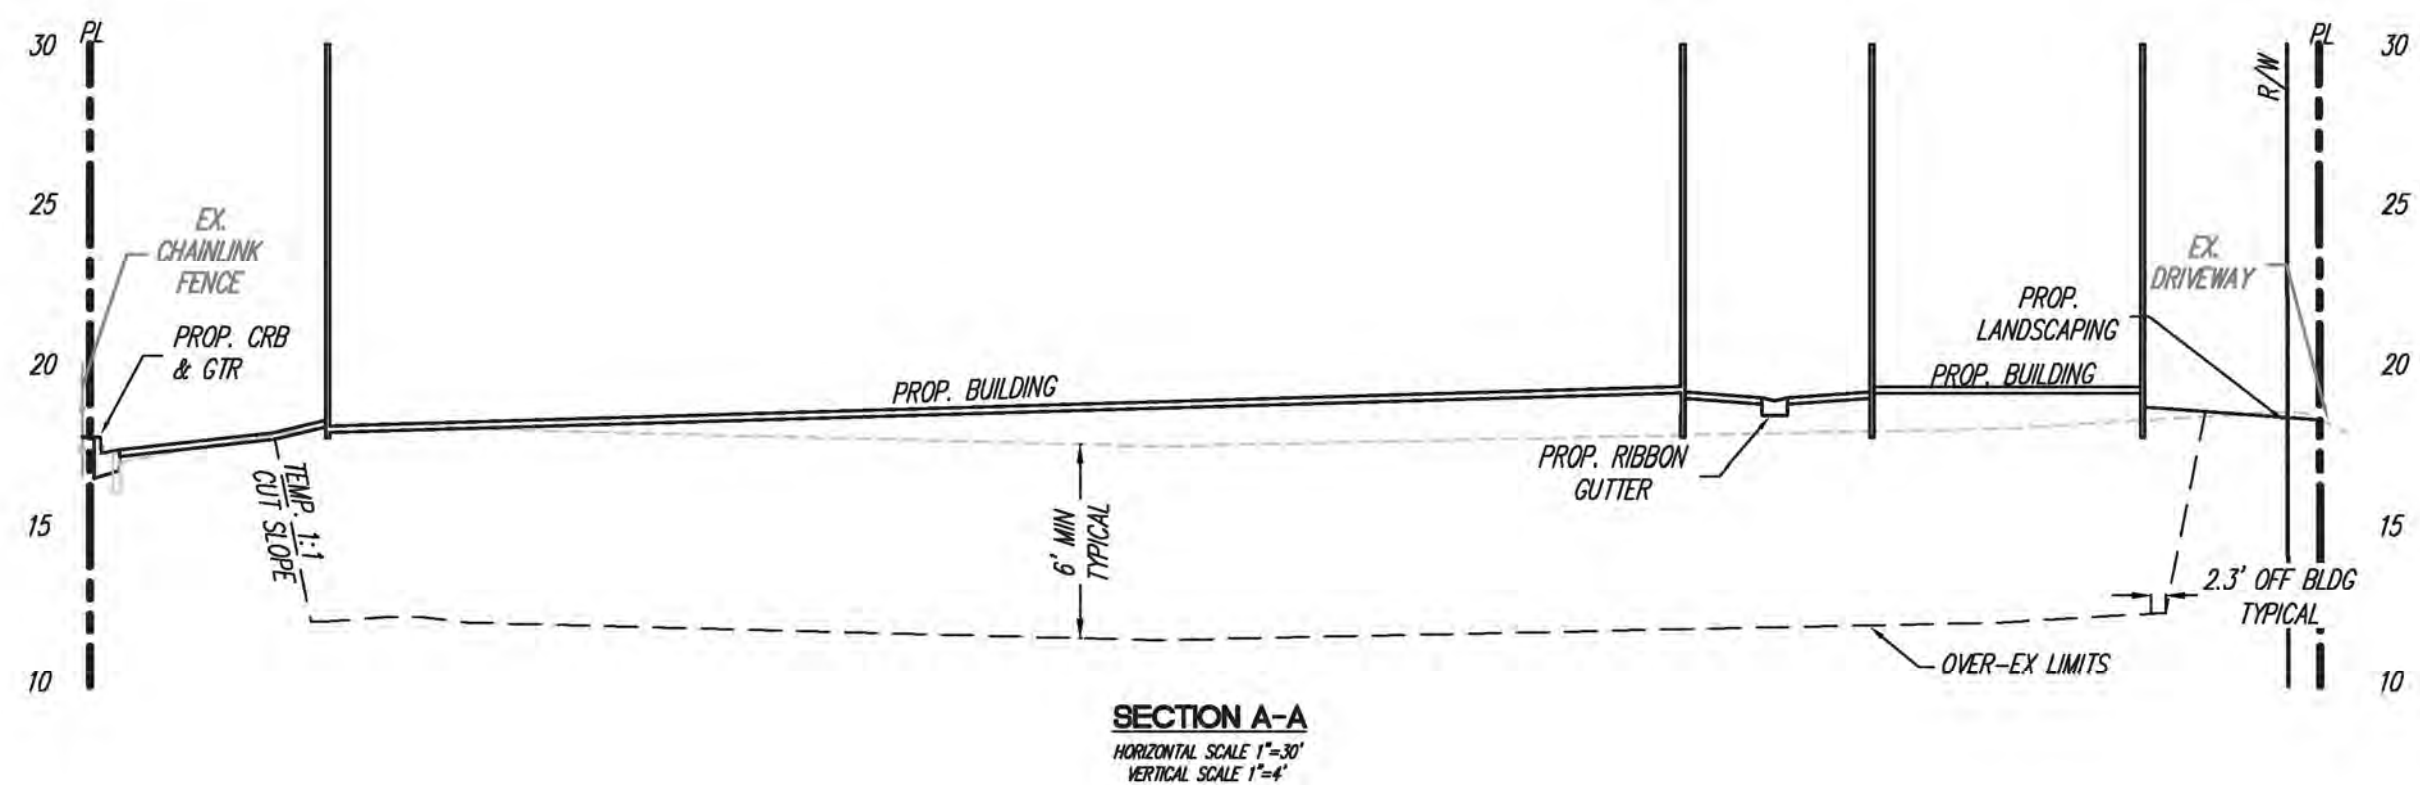 PL
PL
30
30
R/W
25
25
EX.
CHAINLINK
FENCE
EX.
DRIVEWAY
PROP.
LANDSCAPING
PROP. CRB
& GTR
20
20
PROP. BUILDING
PROP. BUILDING
PROP. RIBBON
GUTTER
TEMP. 1:1
CUT SLOPE
15
15
6' MIN
TYPICAL
2.3' OFF BLDG
TYPICAL
OVER-EX LIMITS
10
10
SECTION A-A
HORIZONTAL SCALE 1"=30'
VERTICAL SCALE 1"=4'